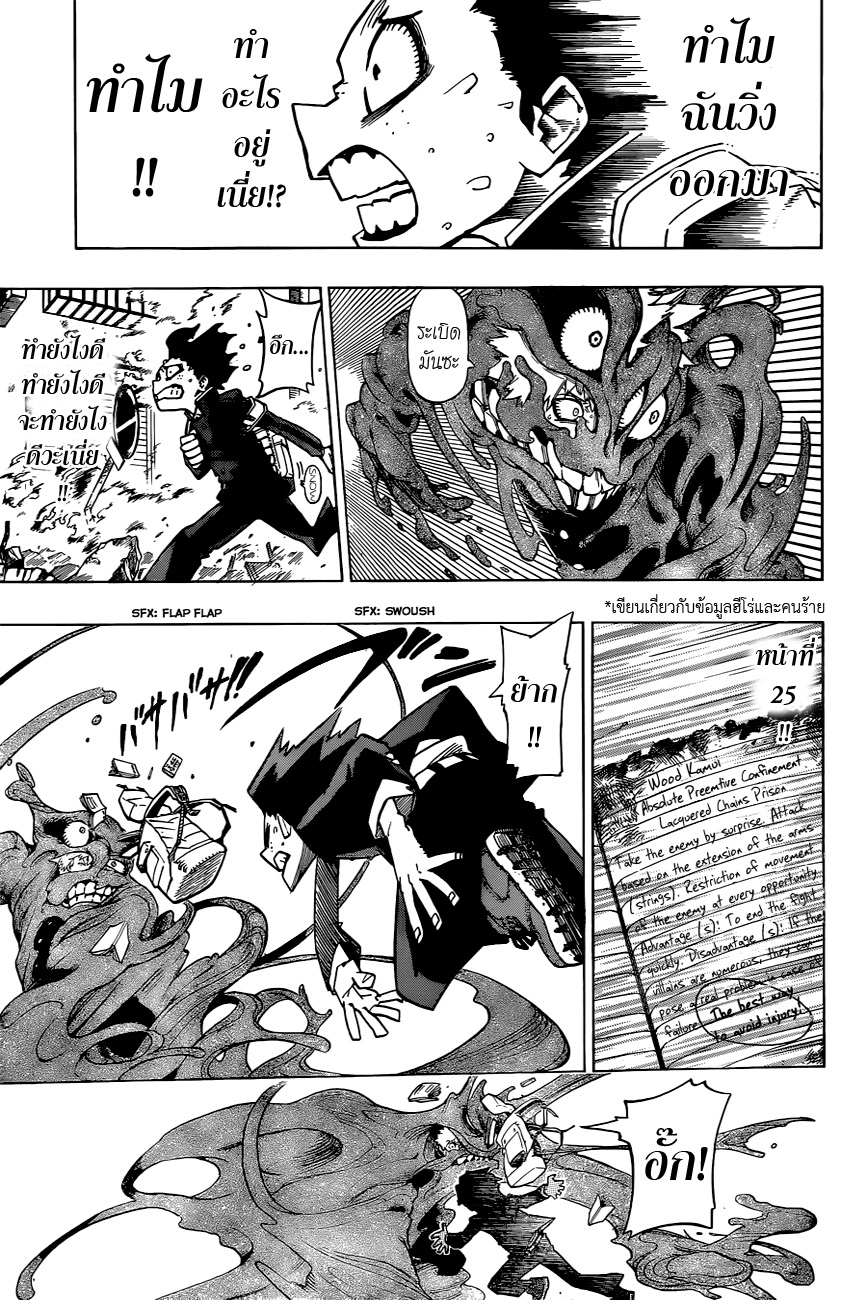 ทำไม
ฉันวิ่ง
ออกมา
ทำ
อะไร
อยู่
เนี่ย!?
ทำไม
!!
ระเบิด
มันซะ
อึก...
ทำยังไงดี
ทำยังไงดี
จะทำยังไง
ดีวะเนี่ย
!!
SNOW
SFX: FLAP FLAP
SFX: SWOUSH
*เขียนเกี่ยวกับข้อมูลฮีโร่และคนร้าย
หน้าที่
25
!!
Wood Kamui
Absolute Preemtive Confinement
Lacquered Chains Prison
Take the enemy by surprise. Attack
based on the extension of the arms
(strings). Restriction of movement
of the enemy at every opportunity.
Advantage (s): To end the fight
quickly. Disadvantage (s): If the
villains are numerous, they can
pose a real problem in case of
failure. The best way
to avoid injury!
ย้าก
!!
バサバサッ!!
อั๊ก!